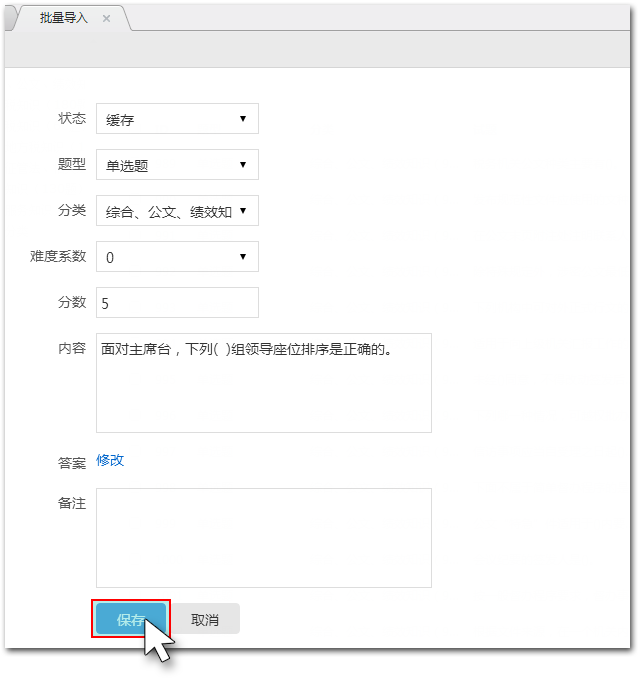 批量导入
状态 缓存
题型 单选题
分类 综合、公文、绩效知
难度系数 0
分数 5
内容 面对主席台，下列( )组领导座位排序是正确的。
答案 修改
备注
保存 取消